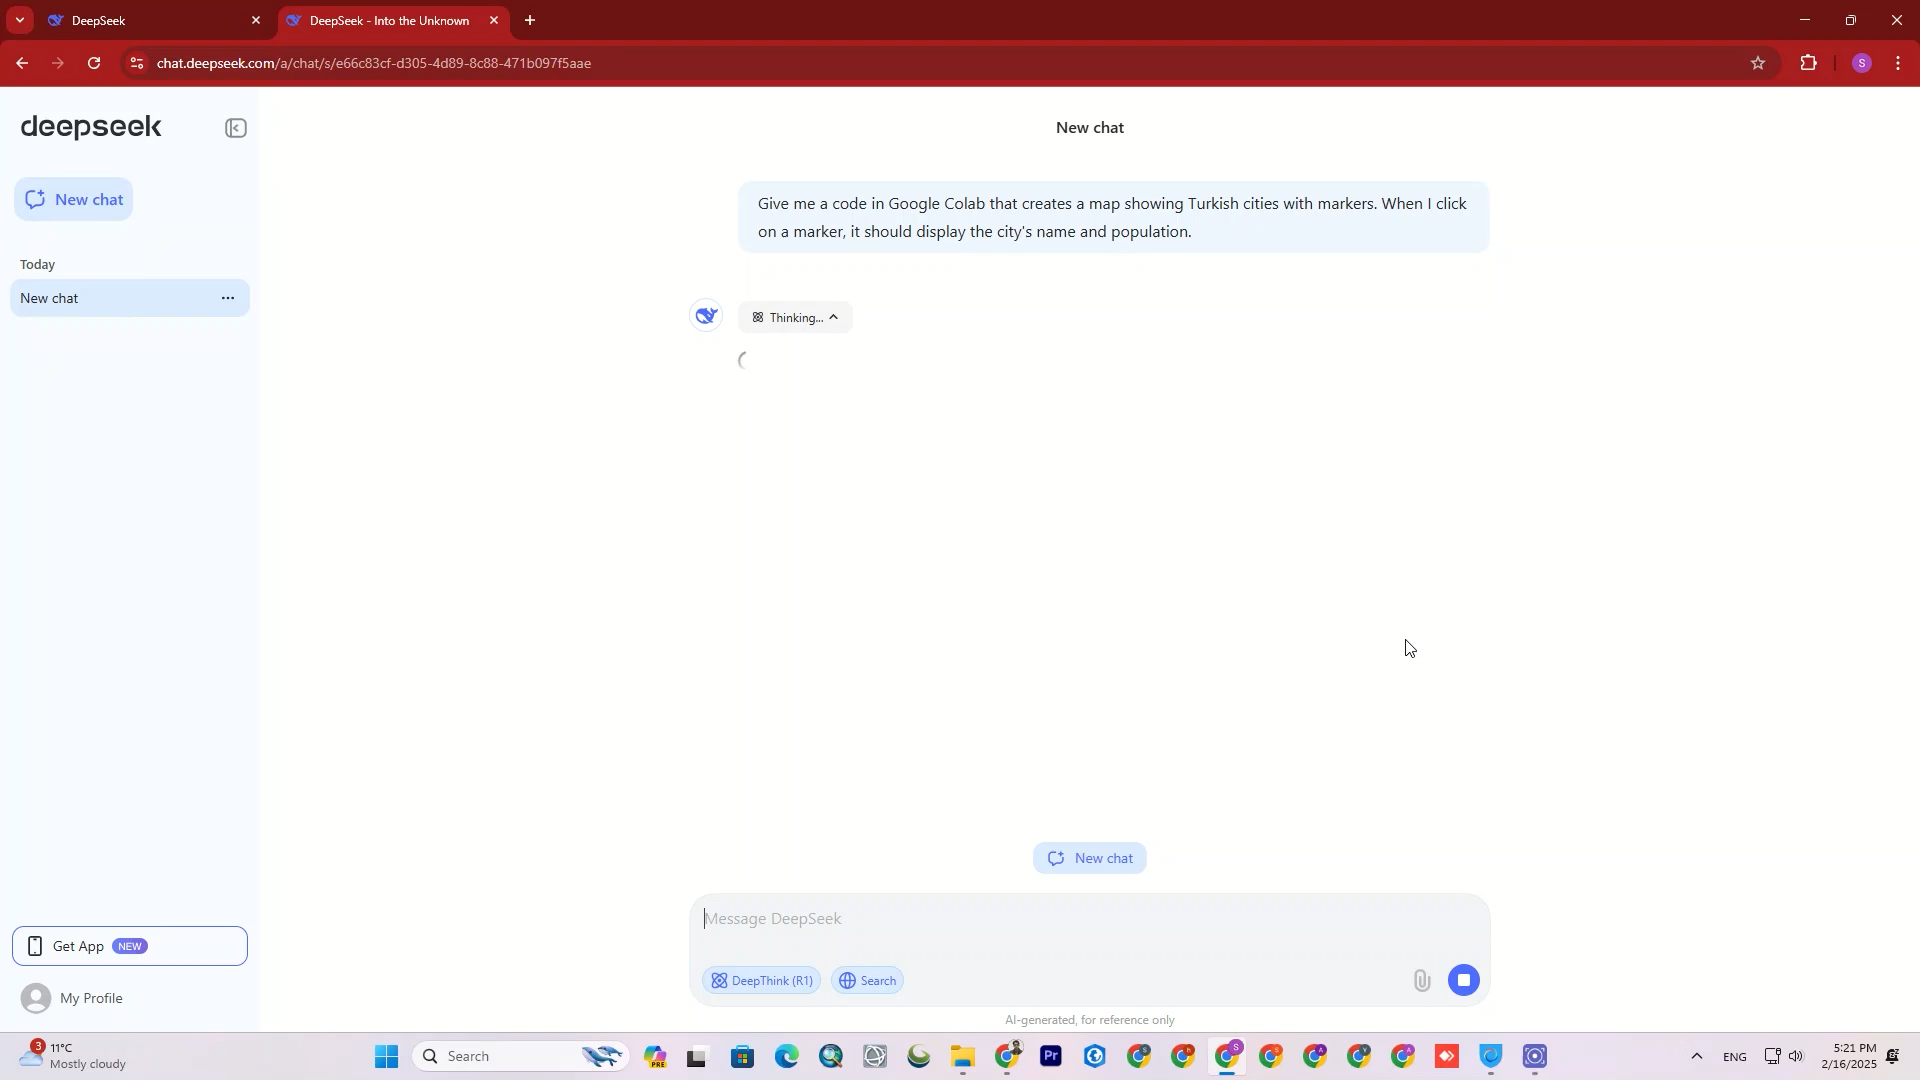 DeepSeek
DeepSeek - Into the Unknown
chat.deepseek.com/a/chat/s/e66c83cf-d305-4d89-8c88-471b097f5aae
S
deepseek
New chat
New chat
Today
New chat
Give me a code in Google Colab that creates a map showing Turkish cities with markers. When I click
on a marker, it should display the city's name and population.
Thinking...
New chat
Message DeepSeek
DeepThink (R1)
Search
AI-generated, for reference only
Get App NEW
My Profile
3
11°C
Mostly cloudy
Search
PRE
Pr
S
ENG
5:21 PM
2/16/2025